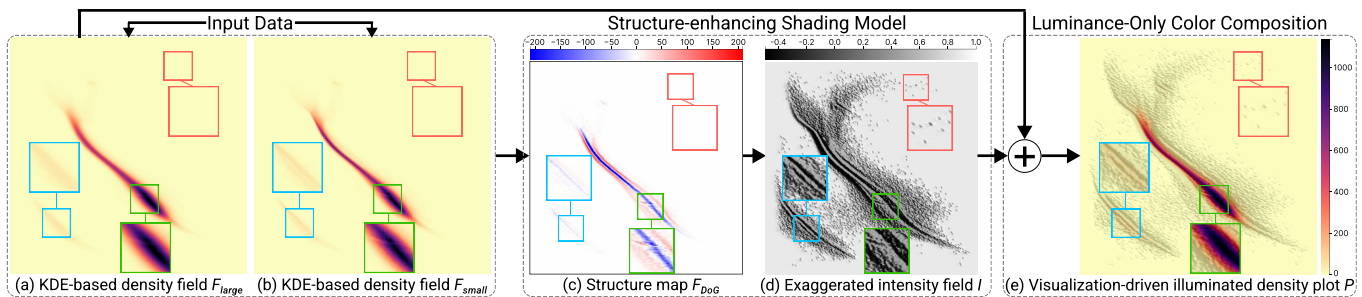 Input Data
Structure-enhancing Shading Model
Luminance-Only Color Composition
−200 −150 −100 −50 0 50 100 150 200
−0.4 −0.2 0.0 0.2 0.4 0.6 0.8 1.0
1000
800
600
400
200
0
(a) KDE-based density field F_large
(b) KDE-based density field F_small
(c) Structure map F_DoG
(d) Exaggerated intensity field I
(e) Visualization-driven illuminated density plot P